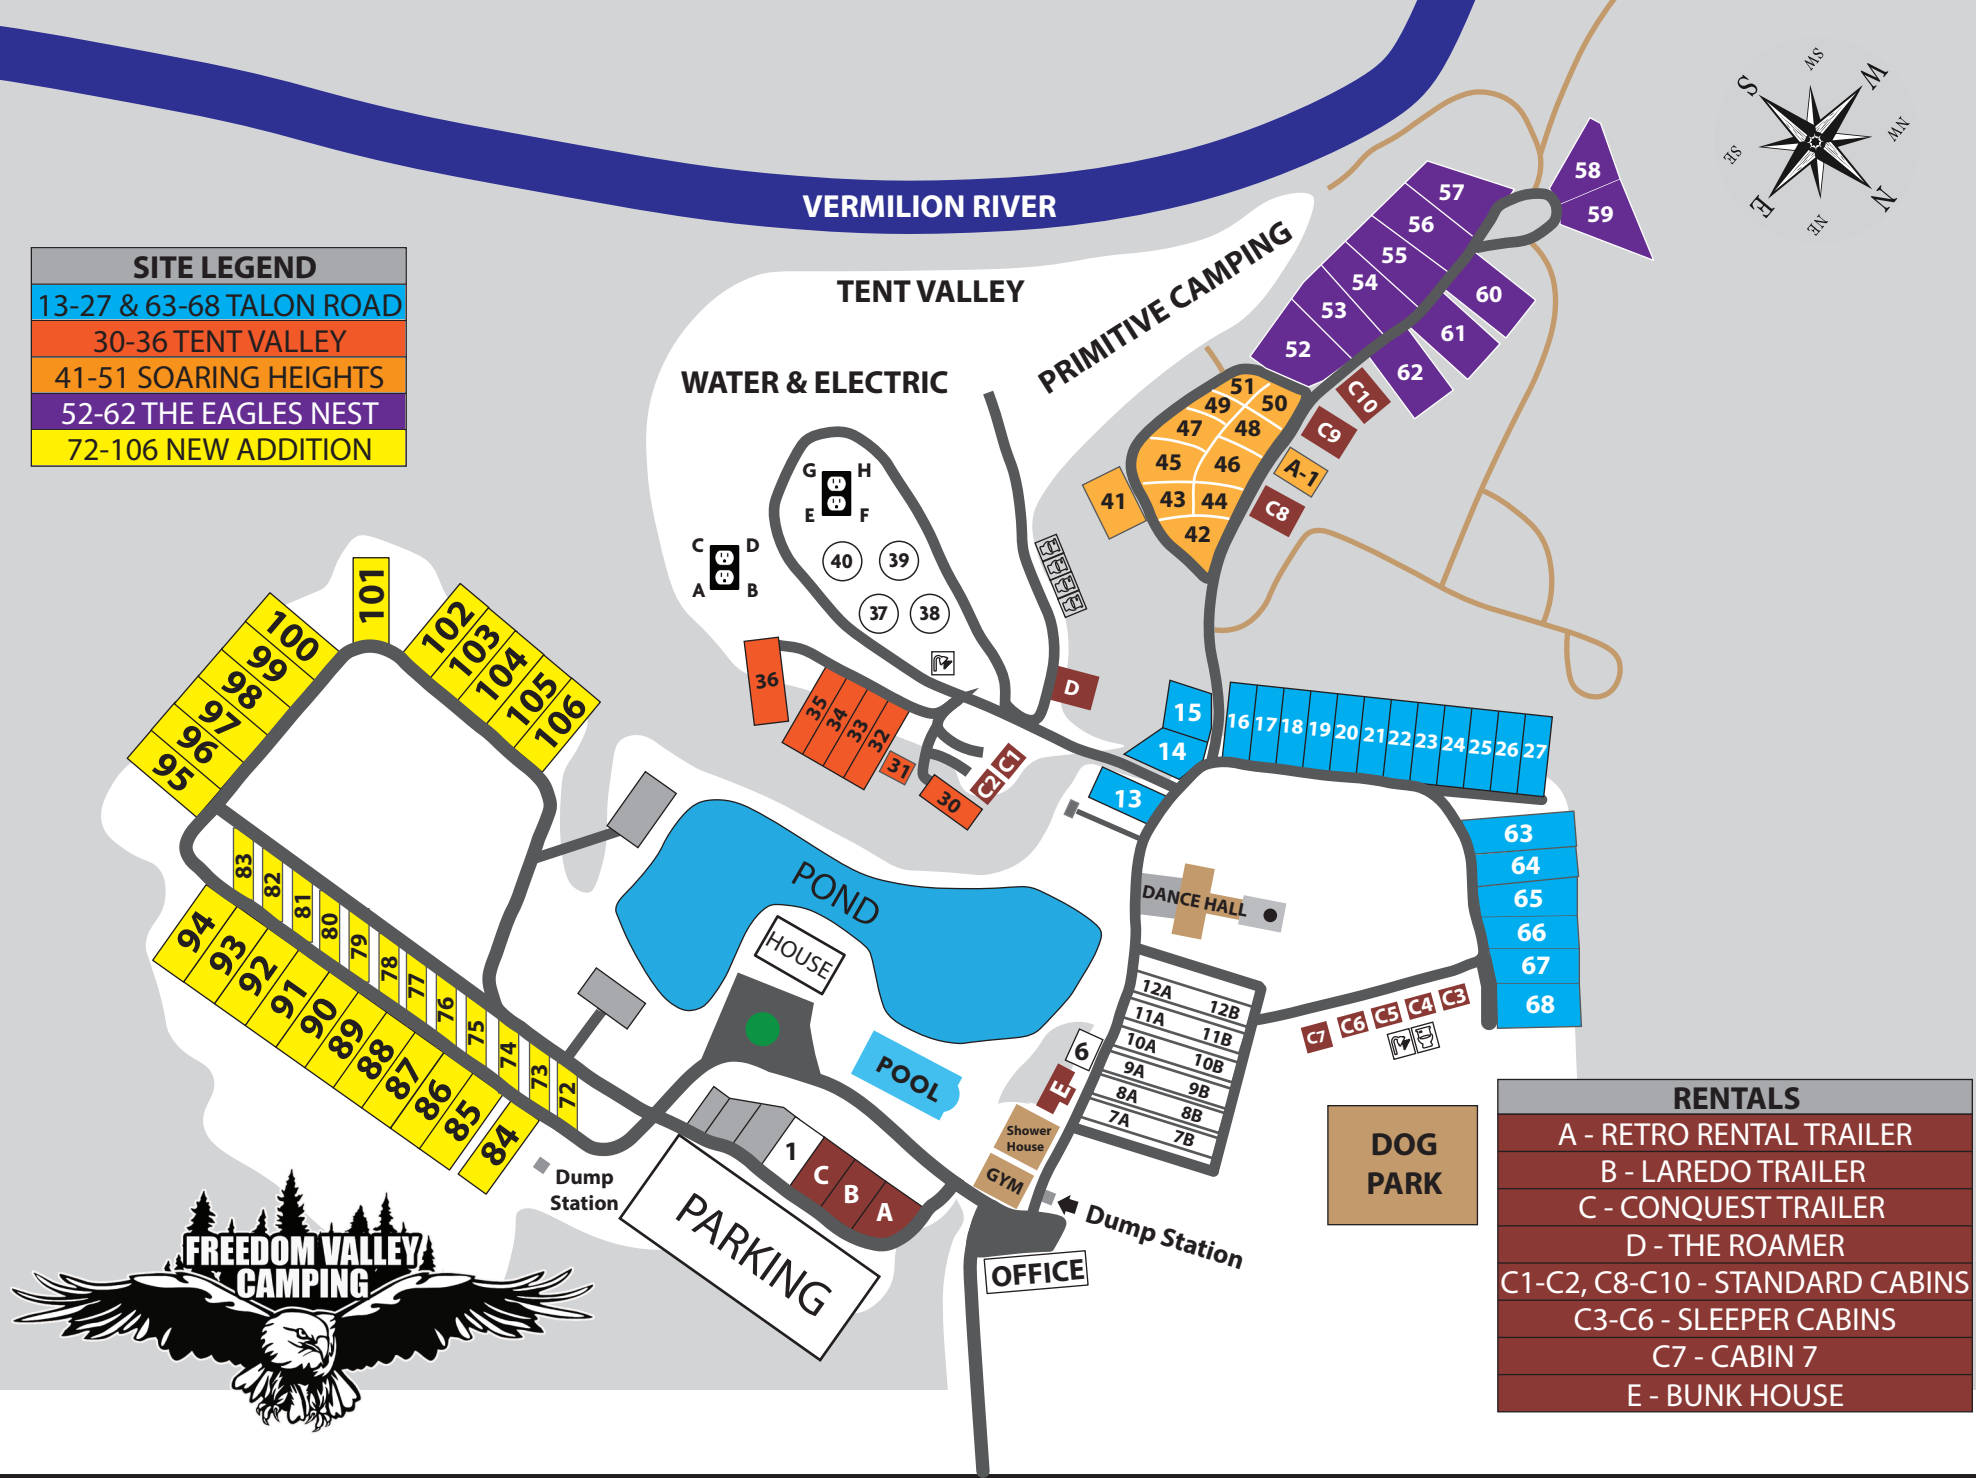 VERMILION RIVER
S
SW
W
NW
N
NE
E
SE
SITE LEGEND
13-27 & 63-68 TALON ROAD
30-36 TENT VALLEY
41-51 SOARING HEIGHTS
52-62 THE EAGLES NEST
72-106 NEW ADDITION
TENT VALLEY
PRIMITIVE CAMPING
WATER & ELECTRIC
58
59
57
56
55
54
53
52
60
61
62
C10
C9
A-1
C8
51
50
49
48
47
46
45
44
43
42
41
G
H
E
F
C
D
A
B
40
39
37
38
D
36
35
34
33
32
31
30
C1
C2
15
14
13
16
17
18
19
20
21
22
23
24
25
26
27
63
64
65
66
67
68
101
100
99
98
97
96
95
102
103
104
105
106
83
82
81
80
79
78
77
76
75
74
73
72
94
93
92
91
90
89
88
87
86
85
84
POND
HOUSE
POOL
DANCE HALL
12A
12B
11A
11B
10A
10B
9A
9B
8A
8B
7A
7B
6
E
C7
C6
C5
C4
C3
Shower
House
GYM
1
C
B
A
Dump
Station
PARKING
Dump Station
OFFICE
DOG
PARK
FREEDOM VALLEY
CAMPING
RENTALS
A - RETRO RENTAL TRAILER
B - LAREDO TRAILER
C - CONQUEST TRAILER
D - THE ROAMER
C1-C2, C8-C10 - STANDARD CABINS
C3-C6 - SLEEPER CABINS
C7 - CABIN 7
E - BUNK HOUSE